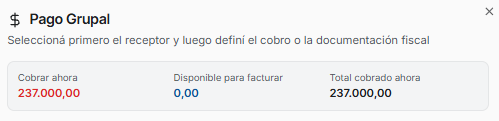 Pago Grupal
Seleccioná primero el receptor y luego definí el cobro o la documentación fiscal
Cobrar ahora Disponible para facturar Total cobrado ahora
237.000,00 0,00 237.000,00